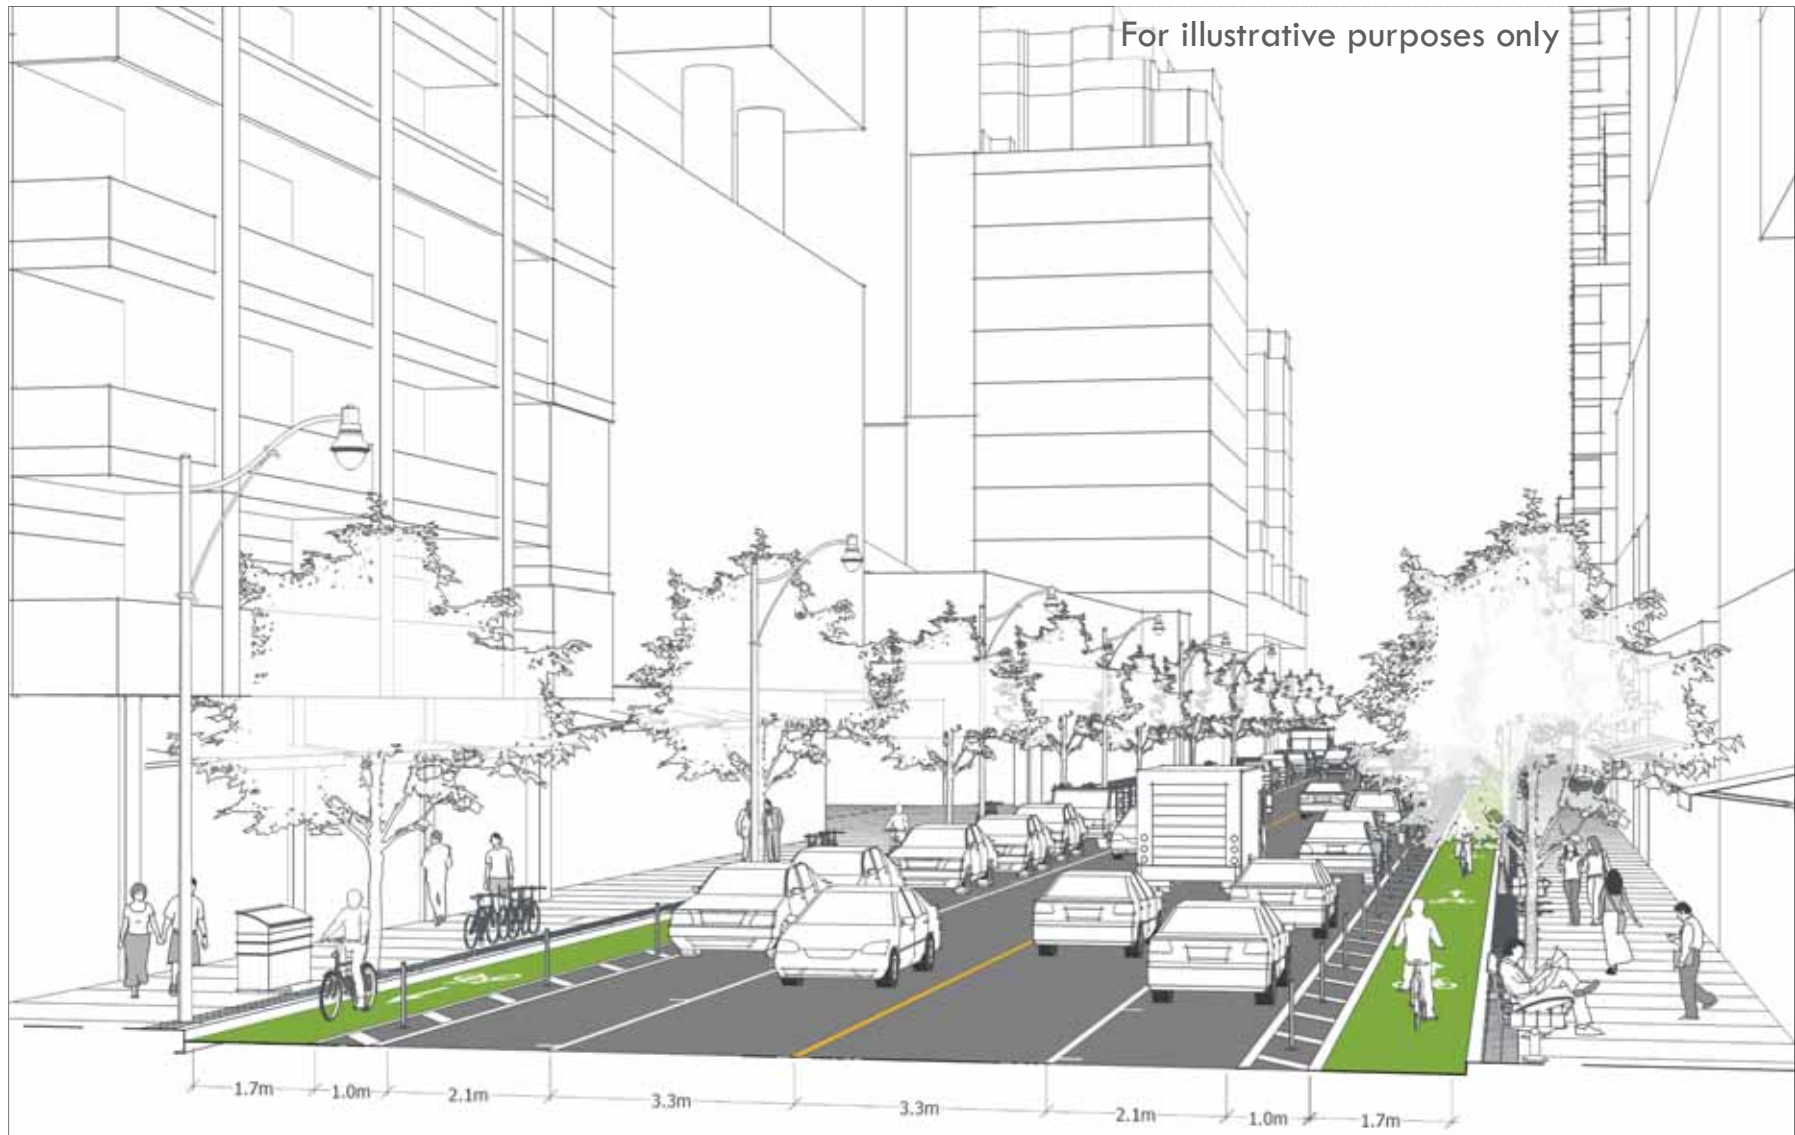 For illustrative purposes only
1.7m
1.0m
2.1m
3.3m
3.3m
2.1m
1.0m
1.7m